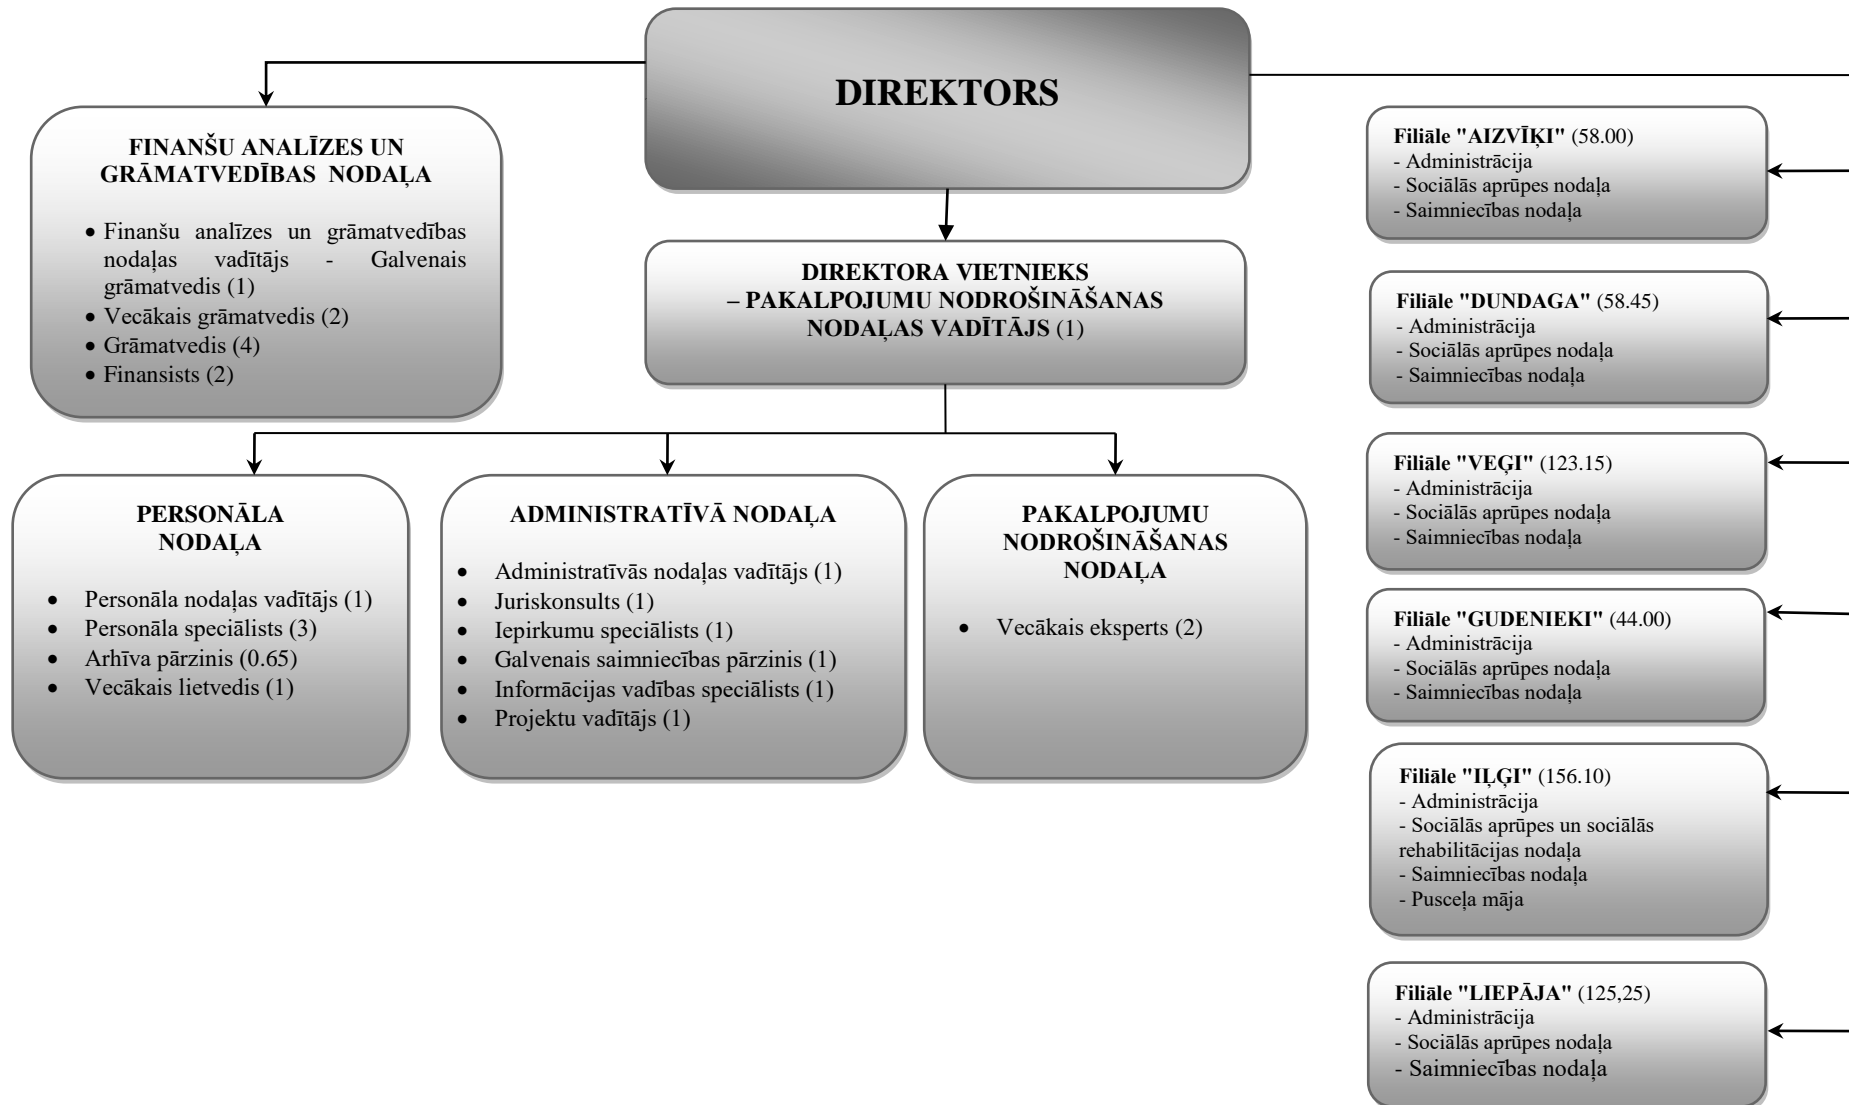 DIREKTORS
FINANŠU ANALĪZES UN
GRĀMATVEDĪBAS NODAĻA
• Finanšu analīzes un grāmatvedības
nodaļas vadītājs - Galvenais
grāmatvedis (1)
• Vecākais grāmatvedis (2)
• Grāmatvedis (4)
• Finansists (2)
DIREKTORA VIETNIEKS
– PAKALPOJUMU NODROŠINĀŠANAS
NODAĻAS VADĪTĀJS (1)
PERSONĀLA
NODAĻA
• Personāla nodaļas vadītājs (1)
• Personāla speciālists (3)
• Arhīva pārzinis (0.65)
• Vecākais lietvedis (1)
ADMINISTRATĪVĀ NODAĻA
• Administratīvās nodaļas vadītājs (1)
• Juriskonsults (1)
• Iepirkumu speciālists (1)
• Galvenais saimniecības pārzinis (1)
• Informācijas vadības speciālists (1)
• Projektu vadītājs (1)
PAKALPOJUMU
NODROŠINĀŠANAS
NODAĻA
• Vecākais eksperts (2)
Filiāle "AIZVĪĶI" (58.00)
- Administrācija
- Sociālās aprūpes nodaļa
- Saimniecības nodaļa
Filiāle "DUNDAGA" (58.45)
- Administrācija
- Sociālās aprūpes nodaļa
- Saimniecības nodaļa
Filiāle "VEĢI" (123.15)
- Administrācija
- Sociālās aprūpes nodaļa
- Saimniecības nodaļa
Filiāle "GUDENIEKI" (44.00)
- Administrācija
- Sociālās aprūpes nodaļa
- Saimniecības nodaļa
Filiāle "IĻĢI" (156.10)
- Administrācija
- Sociālās aprūpes un sociālās
rehabilitācijas nodaļa
- Saimniecības nodaļa
- Pusceļa māja
Filiāle "LIEPĀJA" (125,25)
- Administrācija
- Sociālās aprūpes nodaļa
- Saimniecības nodaļa